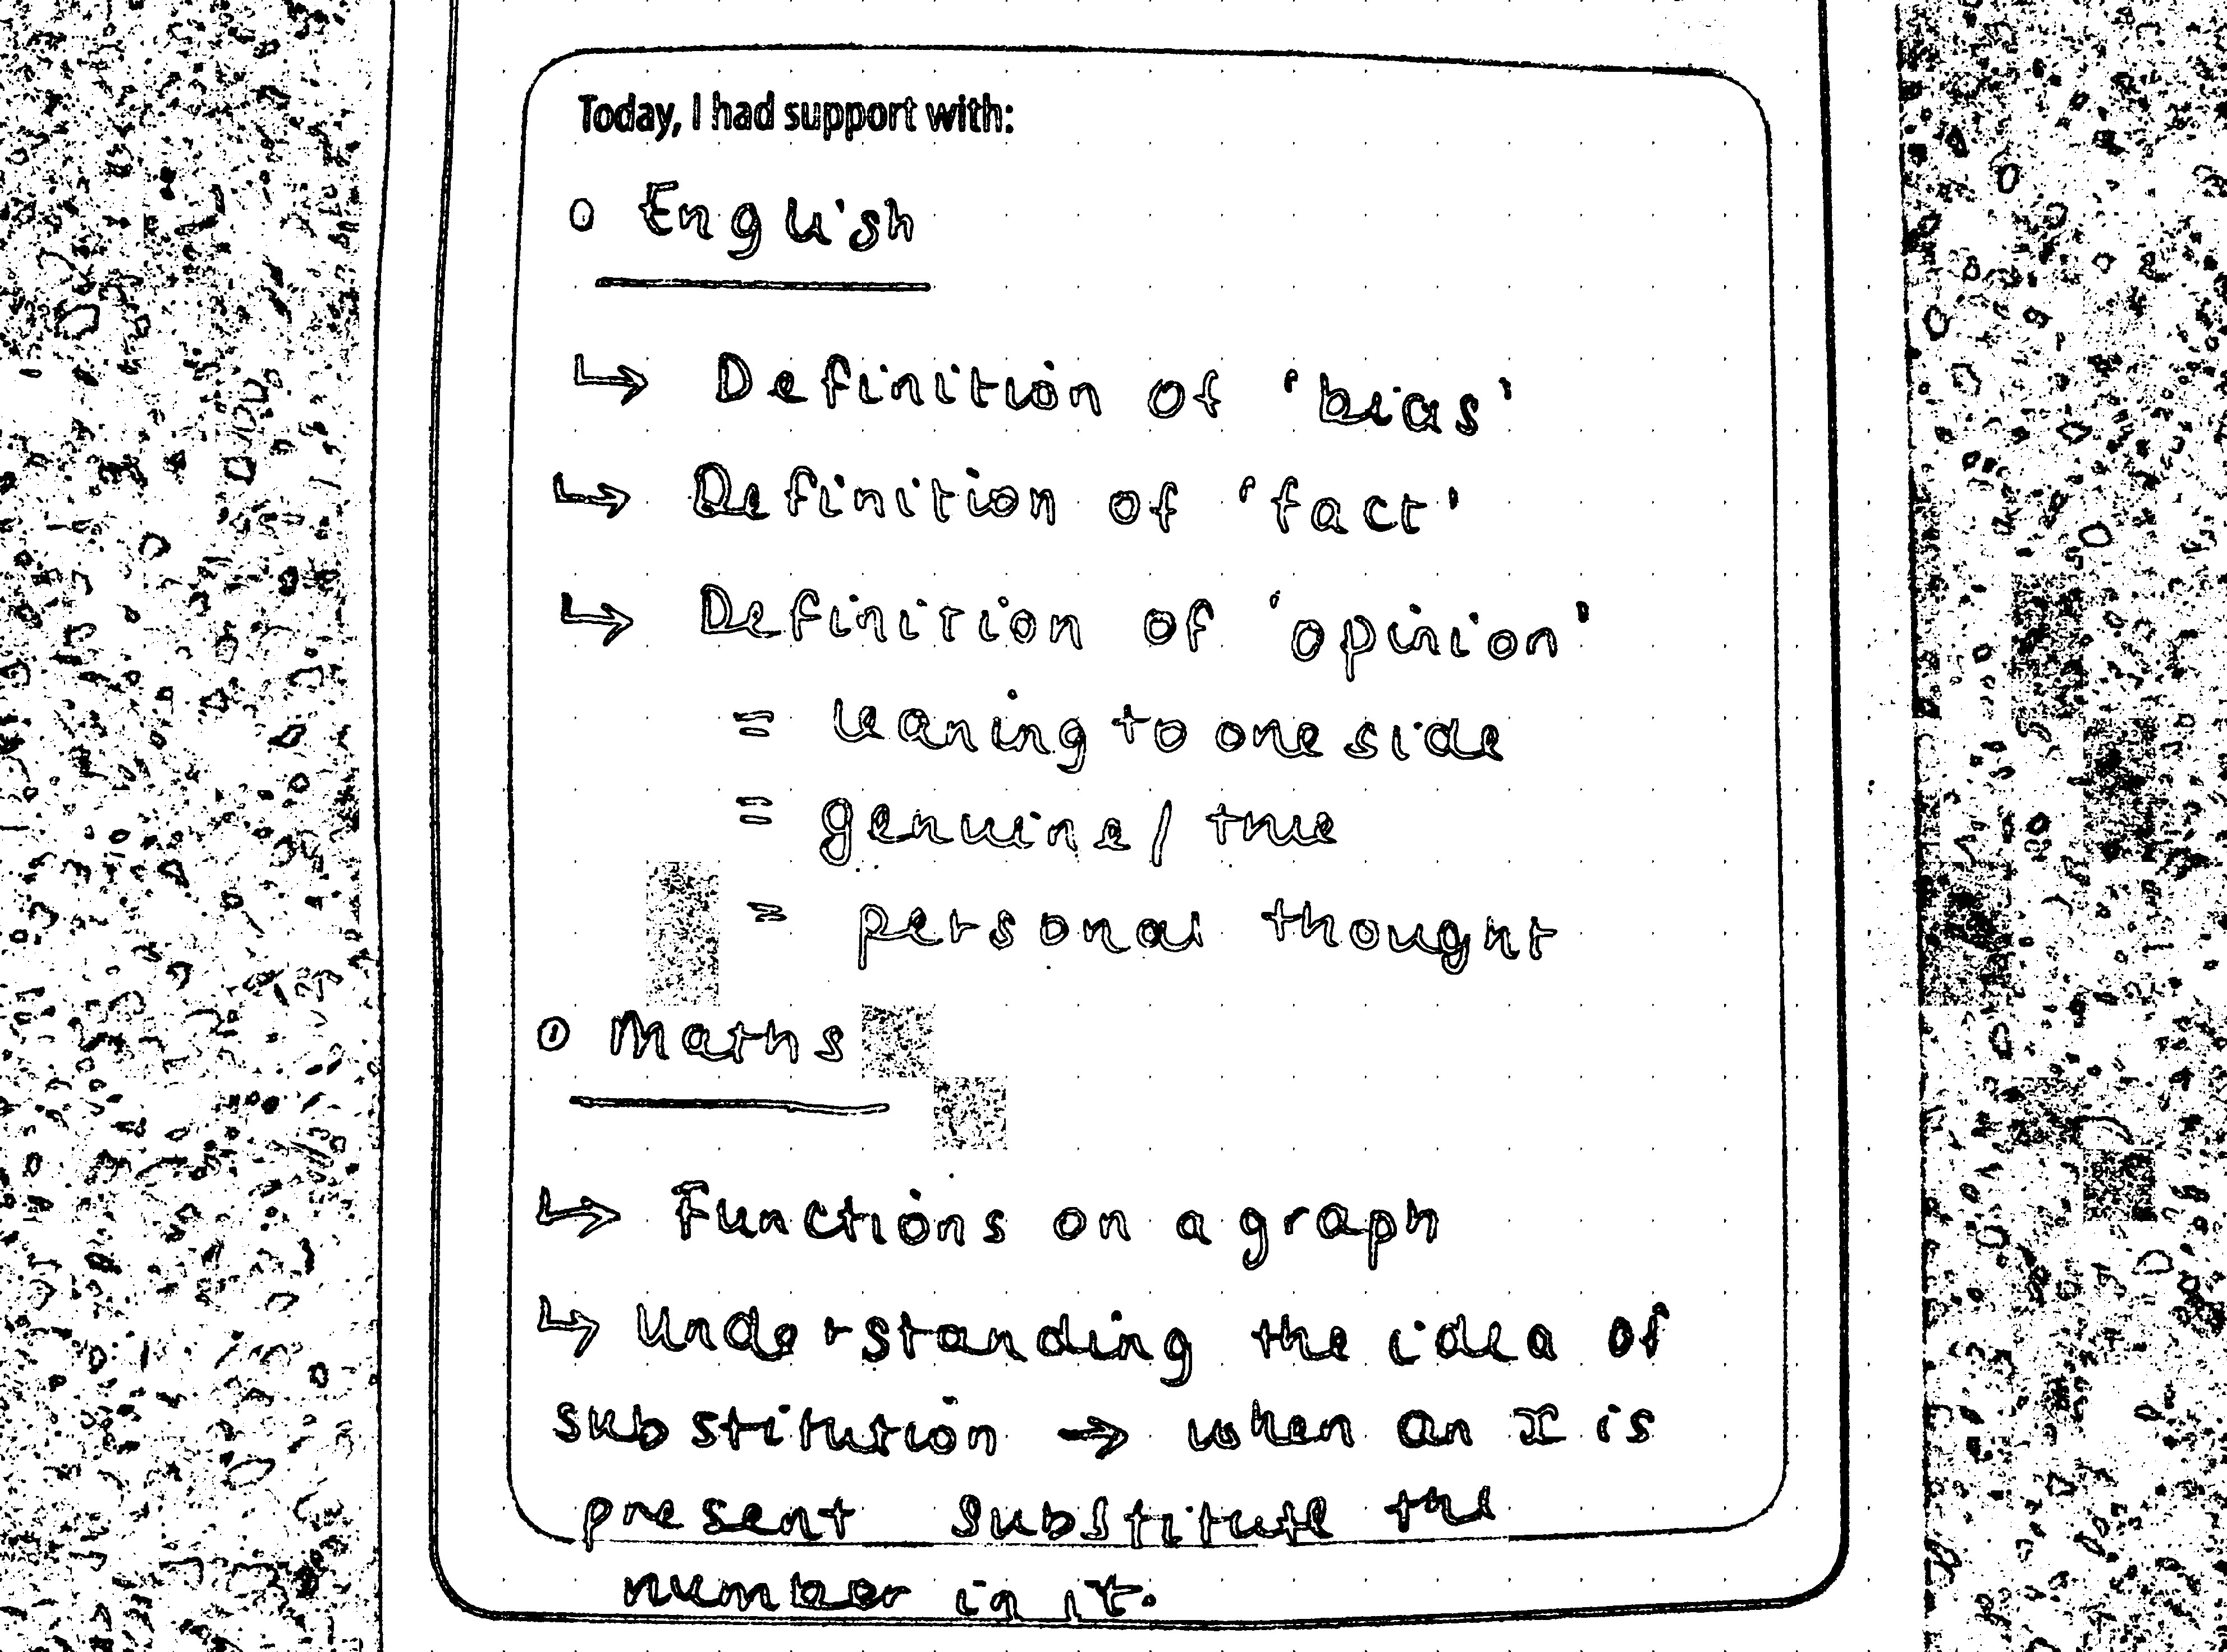 Today, I had support with:
○ English
↳ Definition of 'bias'
↳ Definition of 'fact'
↳ Definition of 'opinion'
= leaning to one side
= genuine / true
= personal thought
○ Maths
↳ Functions on a graph
↳ Understanding the idea of
substitution → when an x is
present substitute the
number in it.